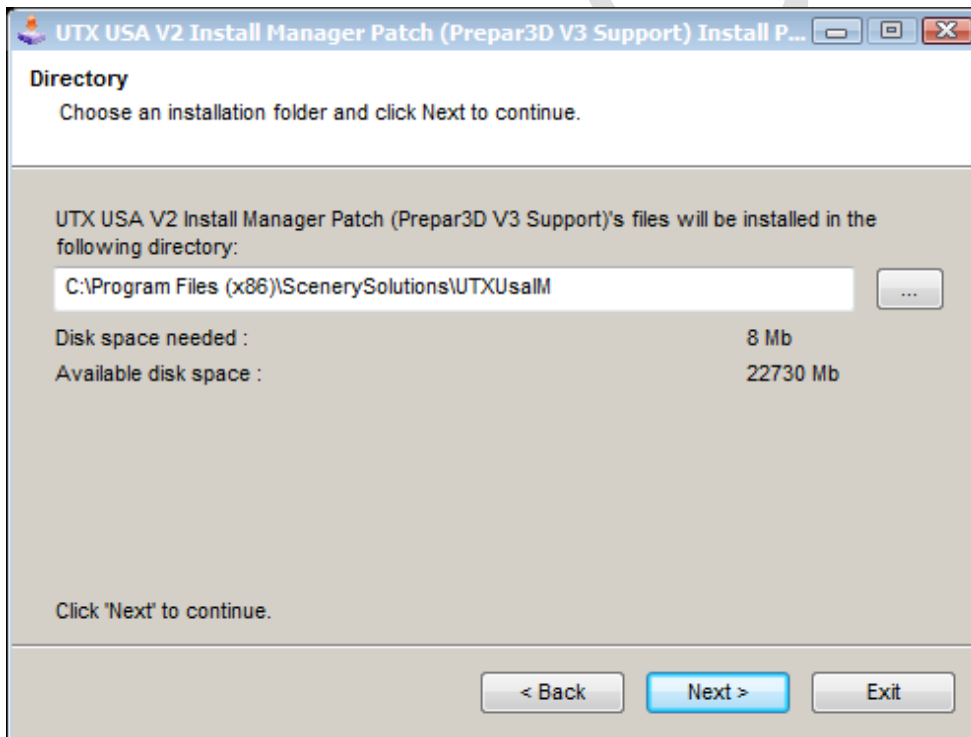 UTX USA V2 Install Manager Patch (Prepar3D V3 Support) Install P...
Directory
Choose an installation folder and click Next to continue.
UTX USA V2 Install Manager Patch (Prepar3D V3 Support)'s files will be installed in the
following directory:
C:\Program Files (x86)\ScenerySolutions\UTXUsaIM
...
Disk space needed : 8 Mb
Available disk space : 22730 Mb
Click 'Next' to continue.
< Back Next > Exit